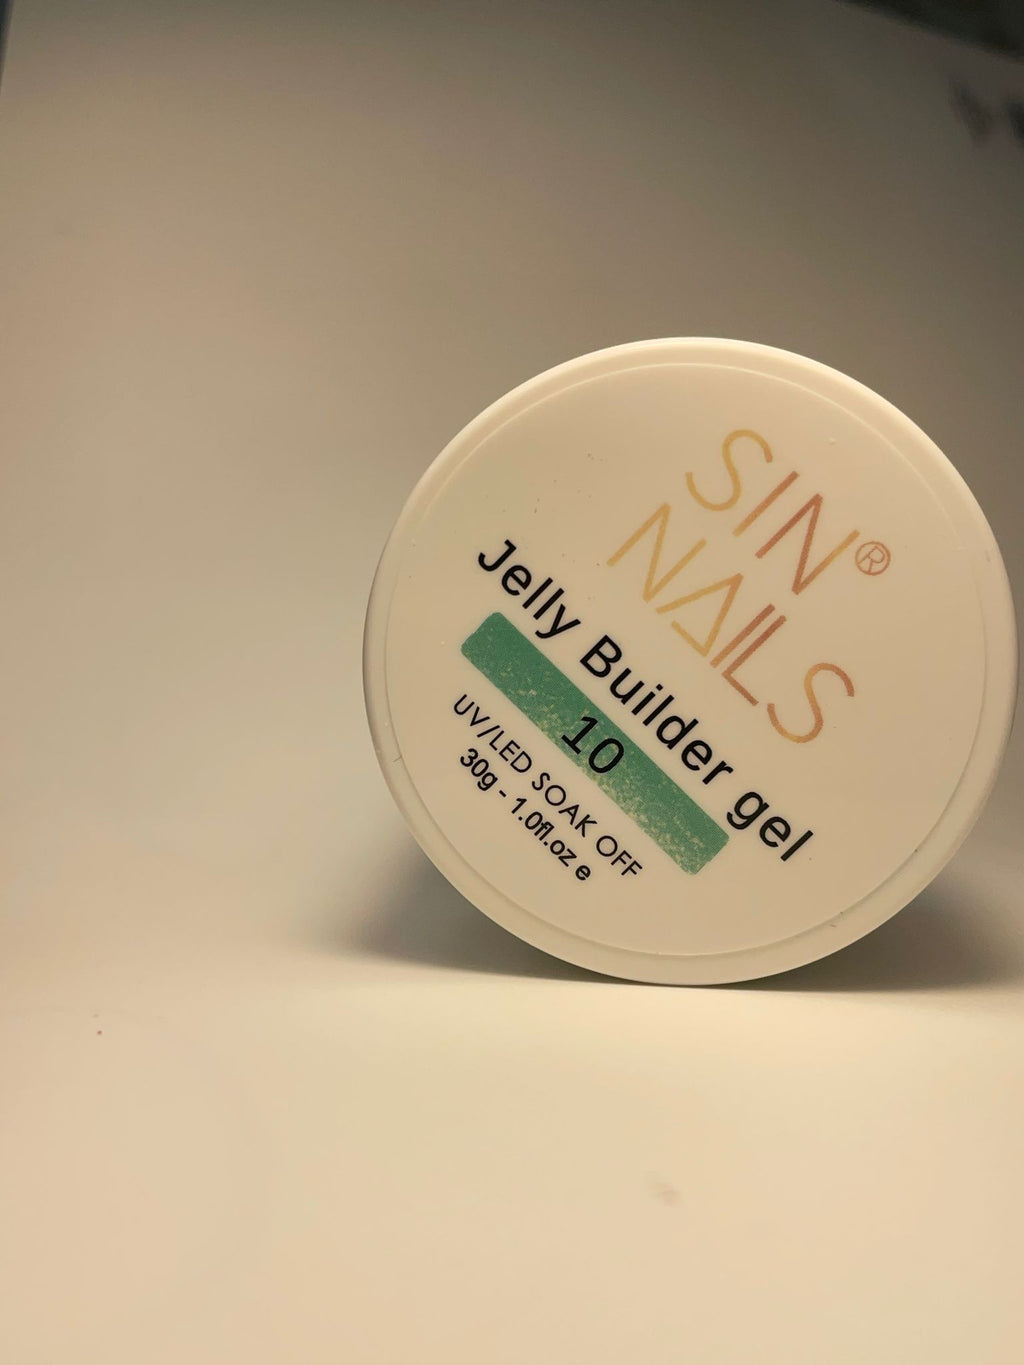 SIN®
NAILS
Jelly Builder gel
10
UV/LED SOAK OFF
30g - 1.0fl.oz e